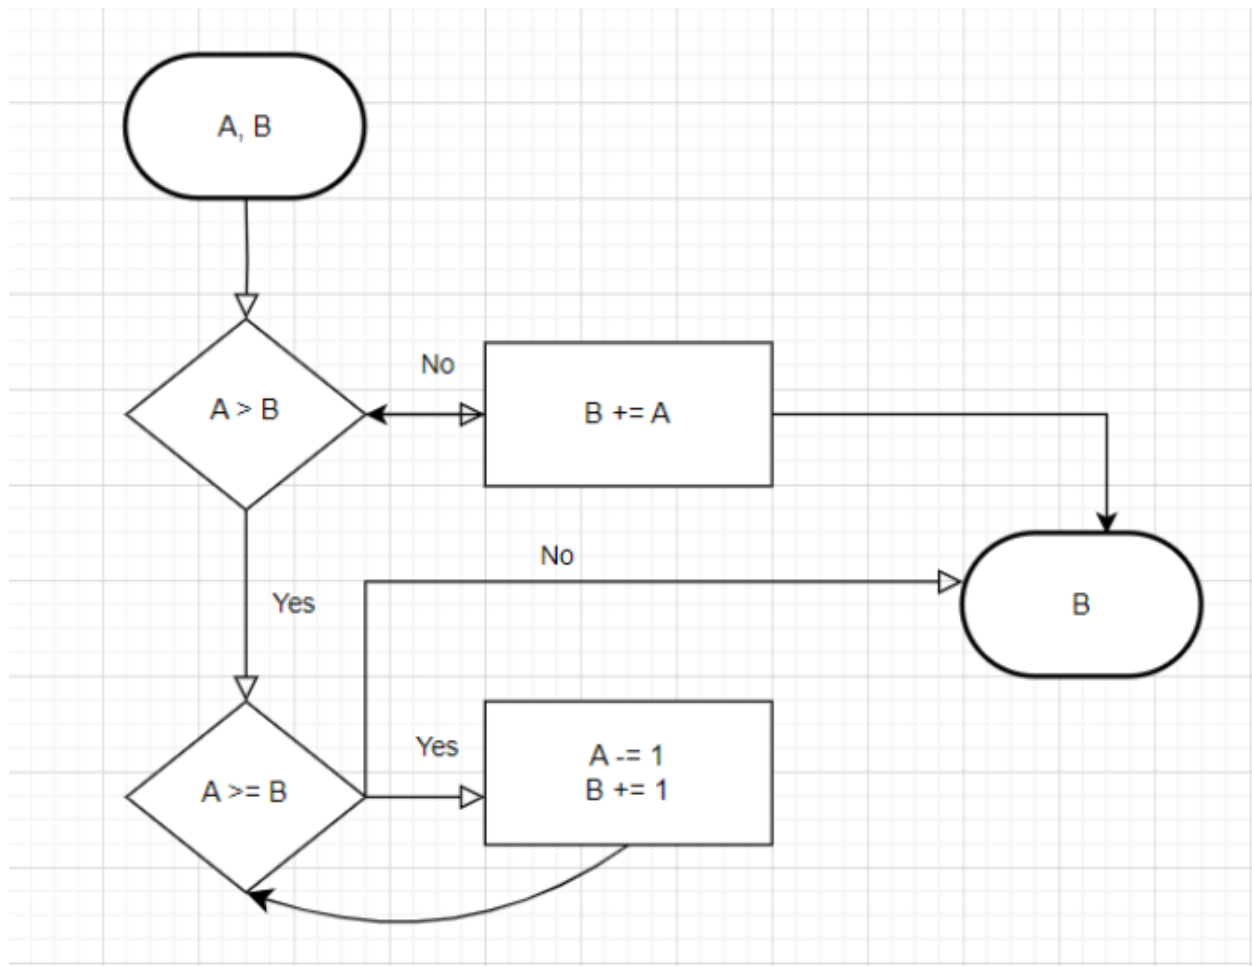 A, B
A > B
No
B += A
No
B
Yes
A >= B
Yes
A -= 1
B += 1